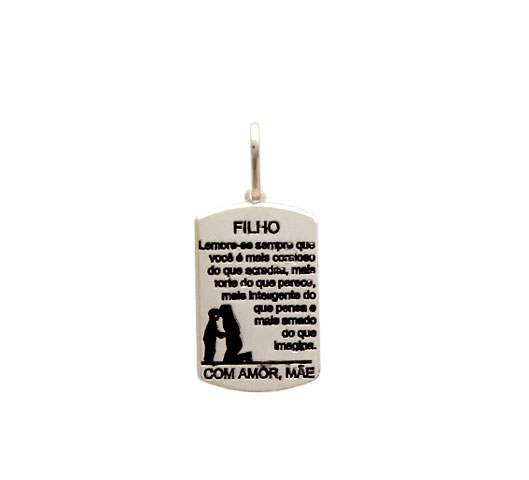 FILHO
Lembre-se sempre que
você é mais corajoso
do que acredita, mais
forte do que parece,
mais inteligente do
que pensa e
mais amado
do que
imagina.
COM AMOR, MÃE